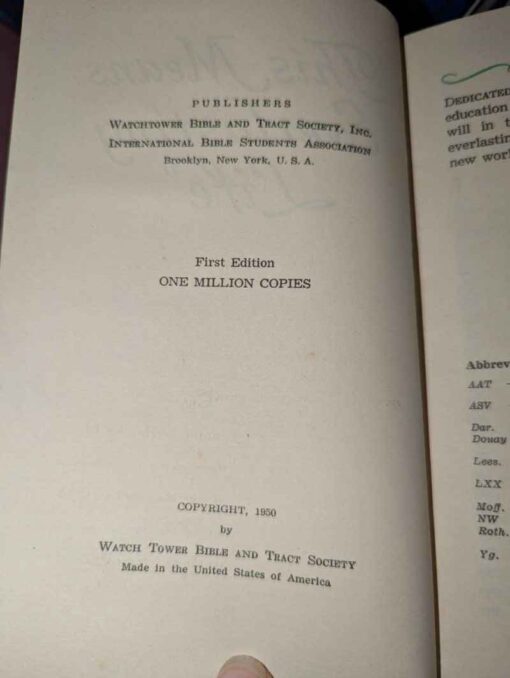 PUBLISHERS
WATCHTOWER BIBLE AND TRACT SOCIETY, INC.
INTERNATIONAL BIBLE STUDENTS ASSOCIATION
Brooklyn, New York, U. S. A.
First Edition
ONE MILLION COPIES
COPYRIGHT, 1950
by
WATCH TOWER BIBLE AND TRACT SOCIETY
Made in the United States of America
DEDICATED
education
will in t
everlastin
new worl
Abbrev
AAT -
ASV
Dar.
Douay
Lees.
LXX
Moff.
NW
Roth.
Yg.